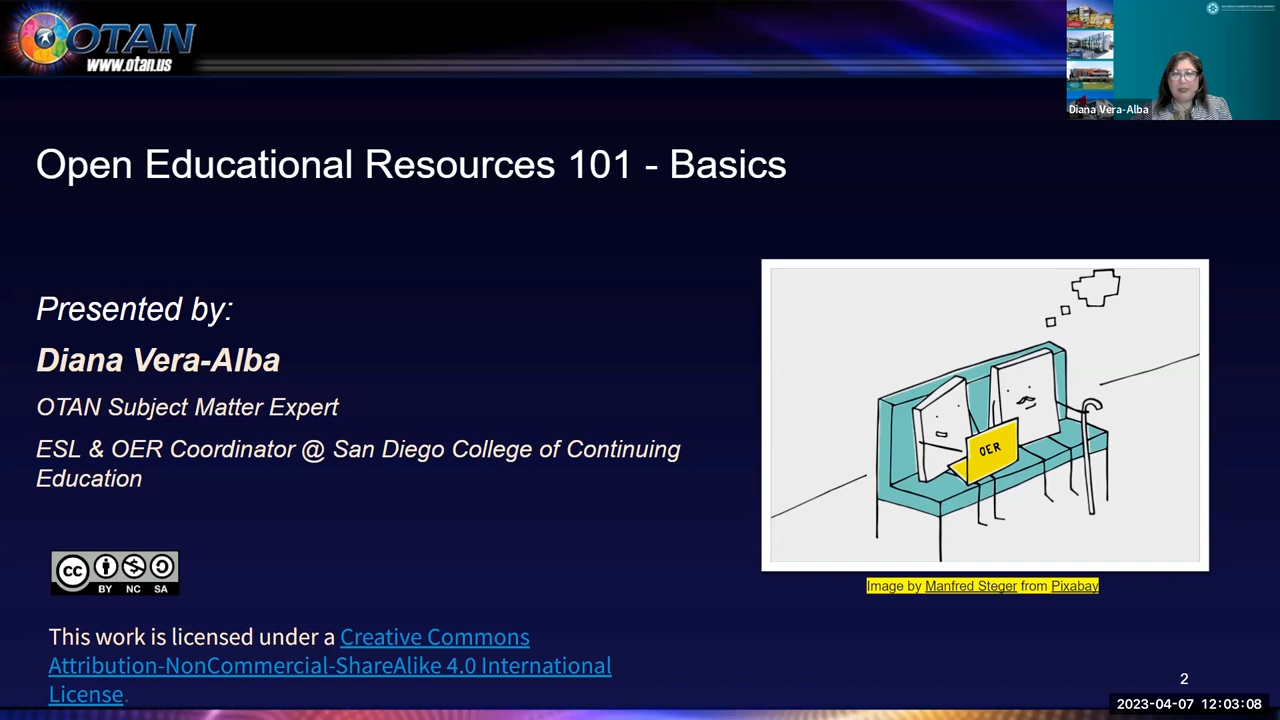 OTAN
www.otan.us
Diana Vera-Alba
Open Educational Resources 101 - Basics
Presented by:
Diana Vera-Alba
OTAN Subject Matter Expert
ESL & OER Coordinator @ San Diego College of Continuing
Education
OER
cc
BY NC SA
Image by Manfred Steger from Pixabay
This work is licensed under a Creative Commons
Attribution-NonCommercial-ShareAlike 4.0 International
License.
2
2023-04-07 12:03:08